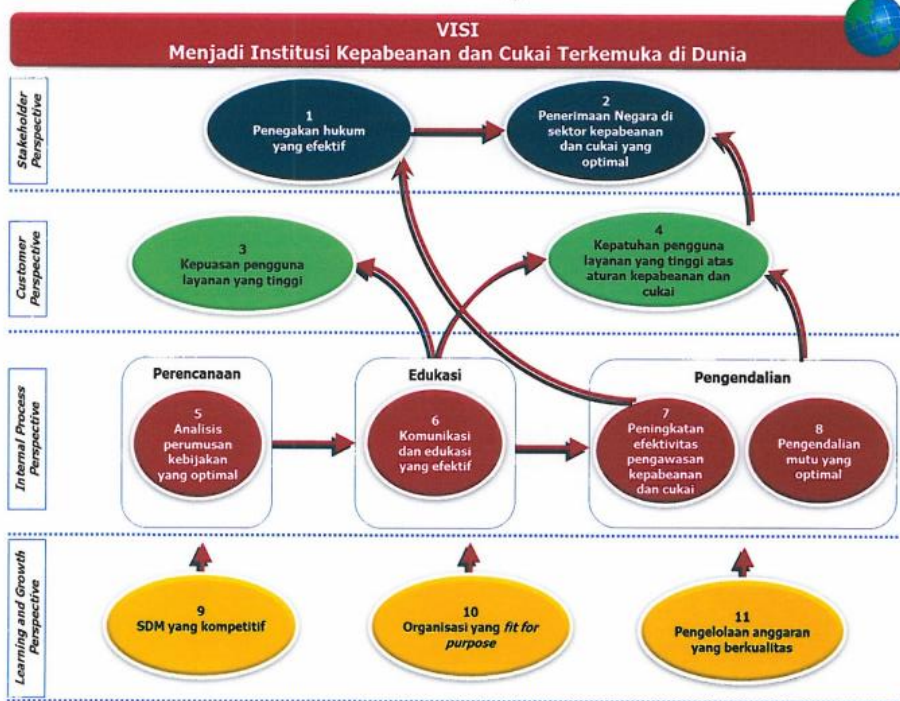 VISI
Menjadi Institusi Kepabeanan dan Cukai Terkemuka di Dunia
Stakeholder
Perspective
1
Penegakan hukum
yang efektif
2
Penerimaan Negara di
sektor kepabeanan
dan cukai yang
optimal
Customer
Perspective
3
Kepuasan pengguna
layanan yang tinggi
4
Kepatuhan pengguna
layanan yang tinggi atas
aturan kepabeanan dan
cukai
Internal Process
Perspective
Perencanaan
5
Analisis
perumusan
kebijakan
yang optimal
Edukasi
6
Komunikasi
dan edukasi
yang efektif
Pengendalian
7
Peningkatan
efektivitas
pengawasan
kepabeanan
dan cukai
8
Pengendalian
mutu yang
optimal
Learning and Growth
Perspective
9
SDM yang kompetitif
10
Organisasi yang fit for
purpose
11
Pengelolaan anggaran
yang berkualitas